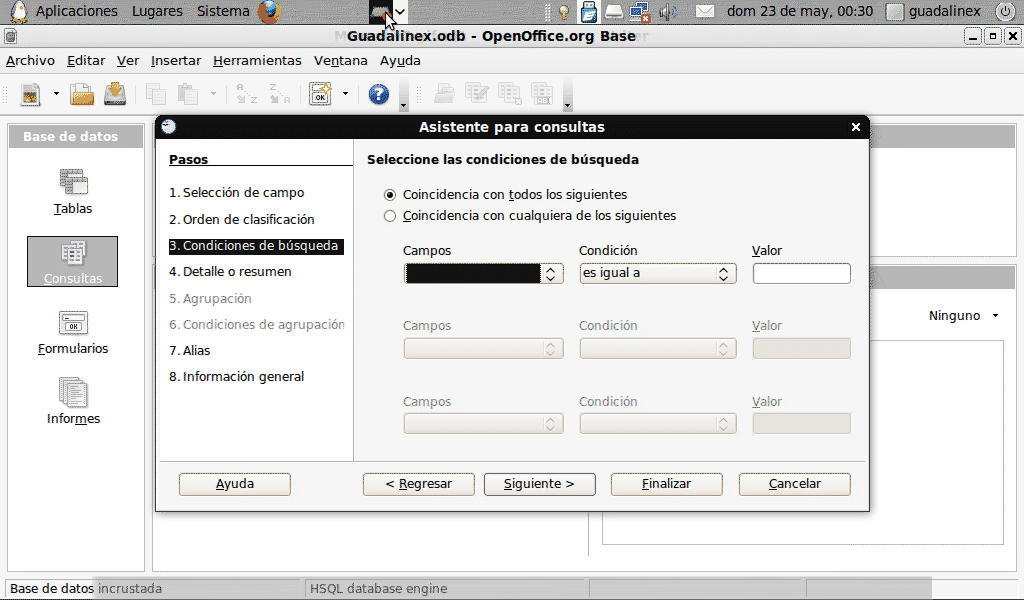 Aplicaciones Lugares Sistema dom 23 de may, 00:30 guadalinex
Guadalinex.odb - OpenOffice.org Base
Archivo Editar Ver Insertar Herramientas Ventana Ayuda
Base de datos
Tablas
Consultas
Formularios
Informes
Asistente para consultas
Pasos
1. Selección de campo
2. Orden de clasificación
3. Condiciones de búsqueda
4. Detalle o resumen
5. Agrupación
6. Condiciones de agrupación
7. Alias
8. Información general
Seleccione las condiciones de búsqueda
Coincidencia con todos los siguientes
Coincidencia con cualquiera de los siguientes
Campos Condición Valor
es igual a
Campos Condición Valor
Campos Condición Valor
Ayuda < Regresar Siguiente > Finalizar Cancelar
Ninguno
Base de datos incrustada HSQL database engine